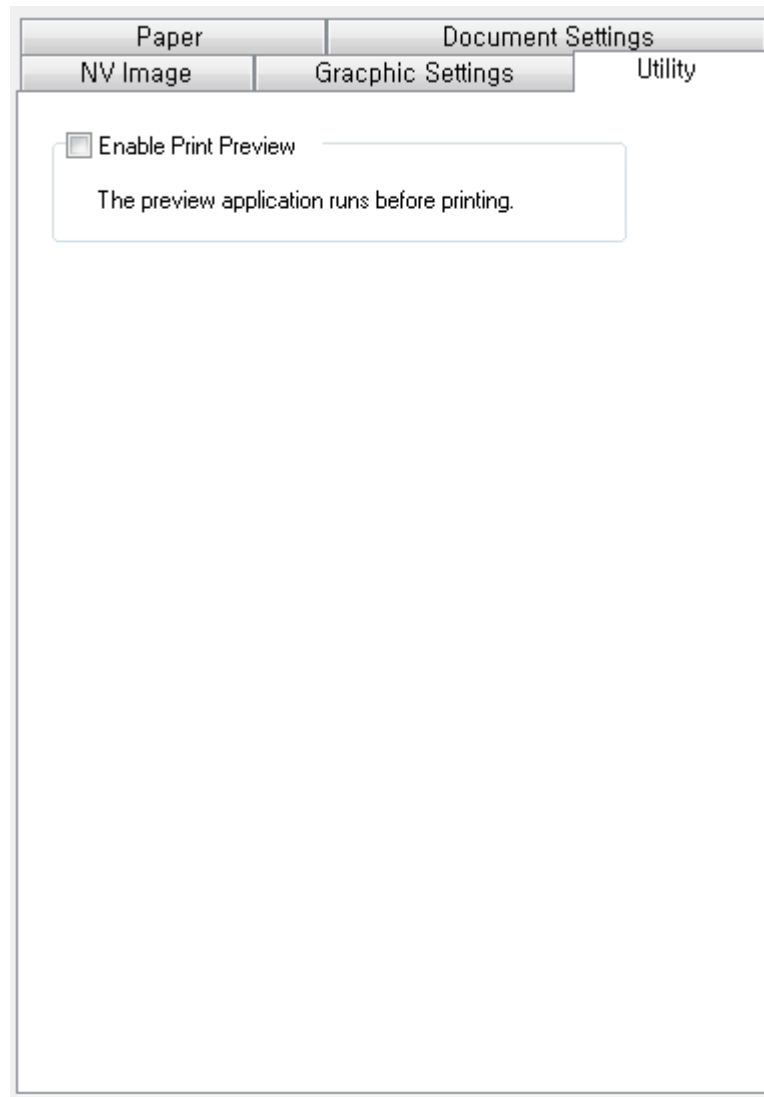 Paper Document Settings
NV Image Gracphic Settings Utility
Enable Print Preview
The preview application runs before printing.